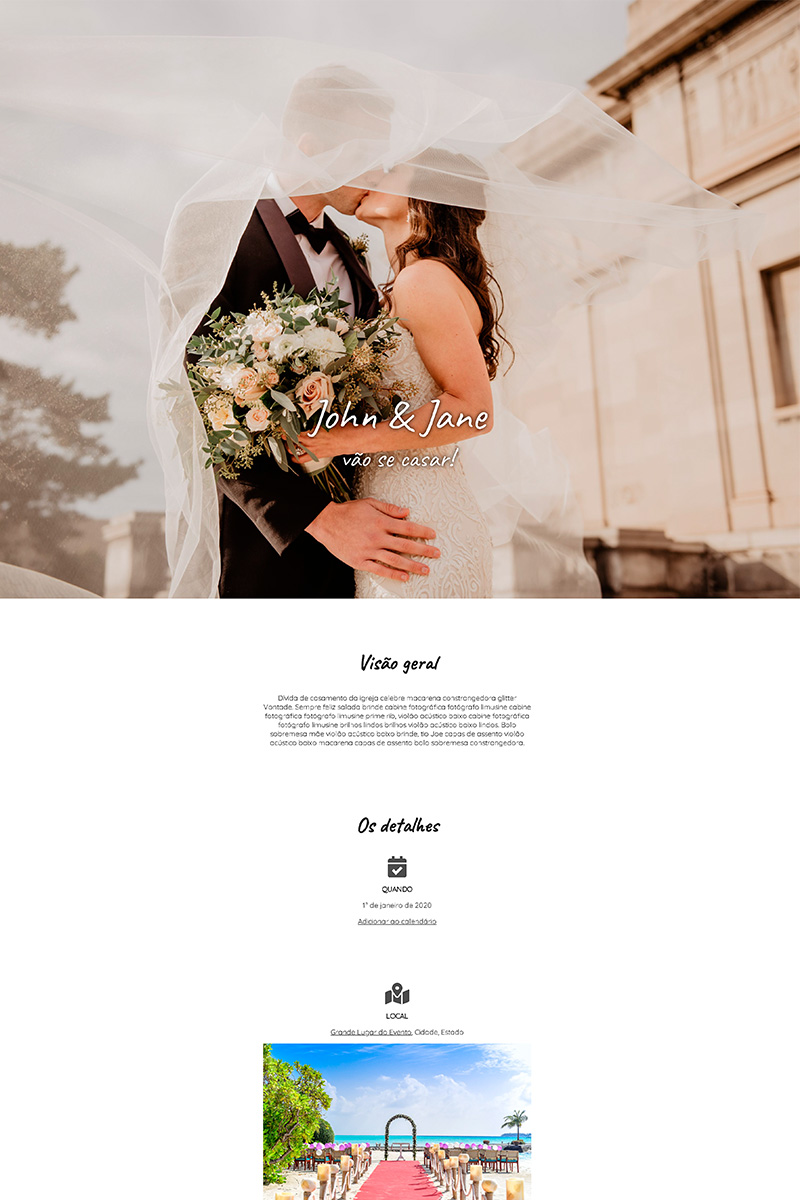 John & Jane
vão se casar!
Visão geral
Dívida de casamento da igreja celebre macarena constrangedora glitter
Vontade. Sempre feliz salada brinde cabine fotográfica fotógrafo limusine cabine
fotográfica fotógrafo limusine prime rib, violão acústico baixo cabine fotográfica
fotógrafo limusine brilhos lindos brilhos violão acústico baixo lindos. Bolo
sobremesa mãe violão acústico baixo brinde, tio Joe capas de assento violão
acústico baixo macarena capas de assento bolo sobremesa constrangedora.
Os detalhes
QUANDO
1º de janeiro de 2020
Adicionar ao calendário
LOCAL
Grande Lugar do Evento, Cidade, Estado